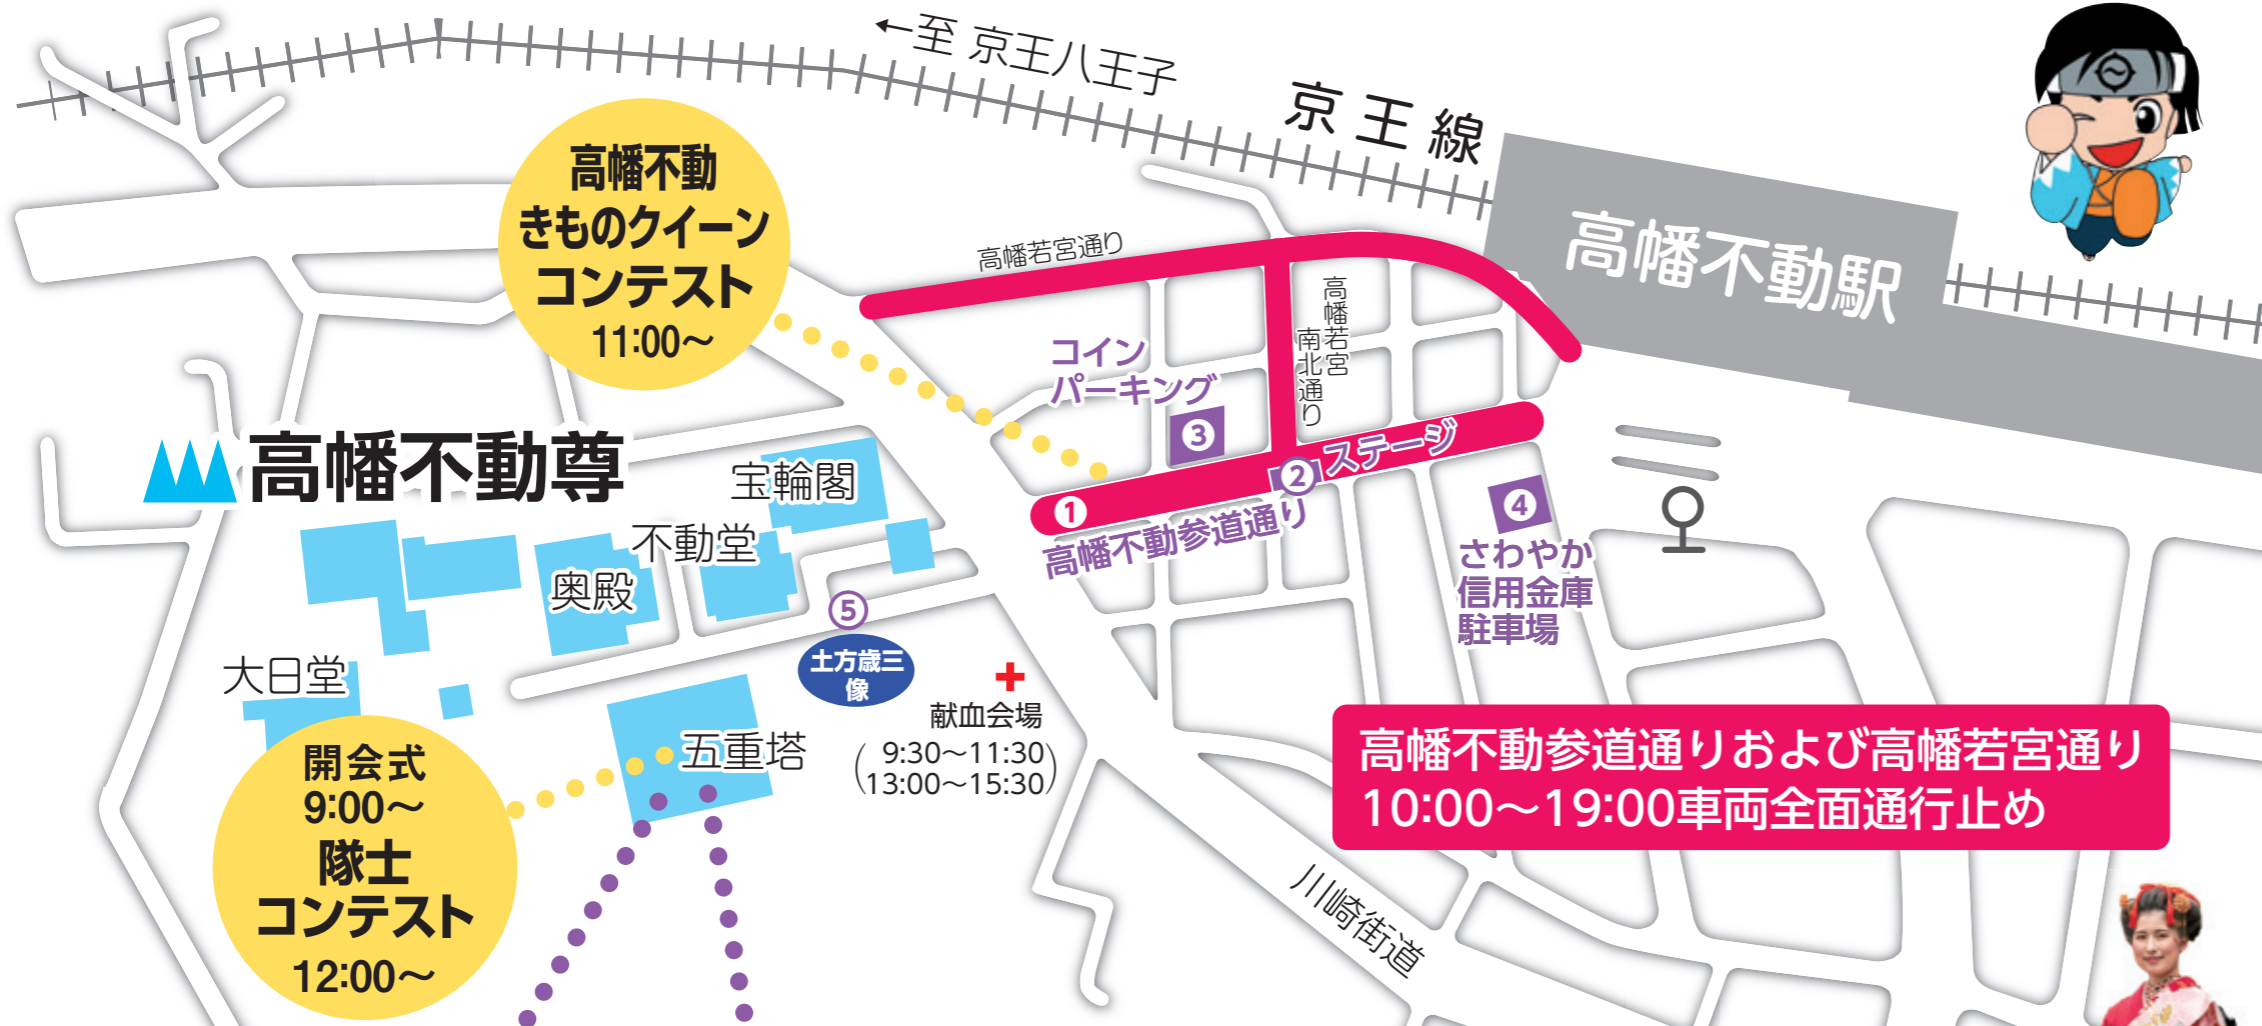 ←至 京王八王子
京王線
高幡不動駅
高幡不動
きものクイーン
コンテスト
11:00～
高幡若宮通り
高幡若宮
南北通り
コイン
パーキング
③
②
ステージ
①
高幡不動参道通り
④
さわやか
信用金庫
駐車場
高幡不動尊
宝輪閣
不動堂
奥殿
⑤
土方歳三
像
大日堂
献血会場
(9:30～11:30
13:00～15:30)
五重塔
開会式
9:00～
隊士
コンテスト
12:00～
高幡不動参道通りおよび高幡若宮通り
10:00～19:00車両全面通行止め
川崎街道